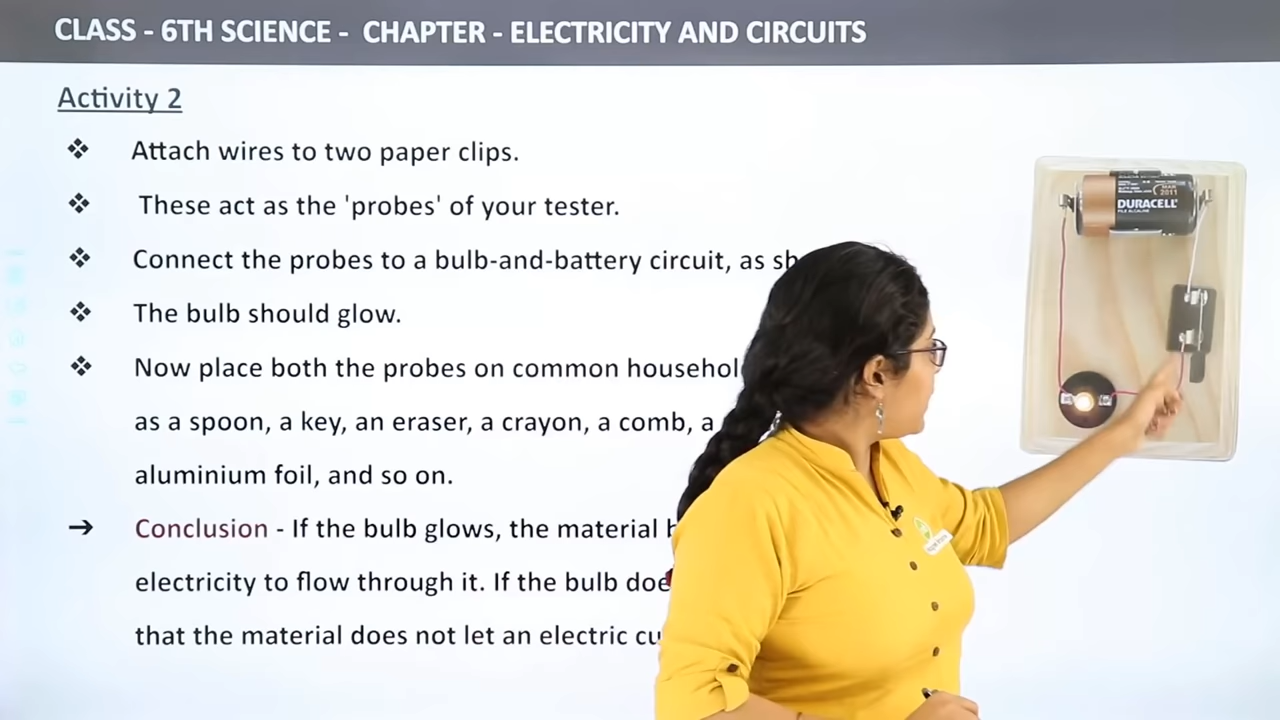 CLASS - 6TH SCIENCE - CHAPTER - ELECTRICITY AND CIRCUITS
Activity 2
Attach wires to two paper clips.
These act as the 'probes' of your tester.
Connect the probes to a bulb-and-battery circuit, as sh
The bulb should glow.
Now place both the probes on common househol
as a spoon, a key, an eraser, a crayon, a comb, a
aluminium foil, and so on.
➔ Conclusion - If the bulb glows, the material b
electricity to flow through it. If the bulb doe
that the material does not let an electric cu
MAR
2011
DURACELL